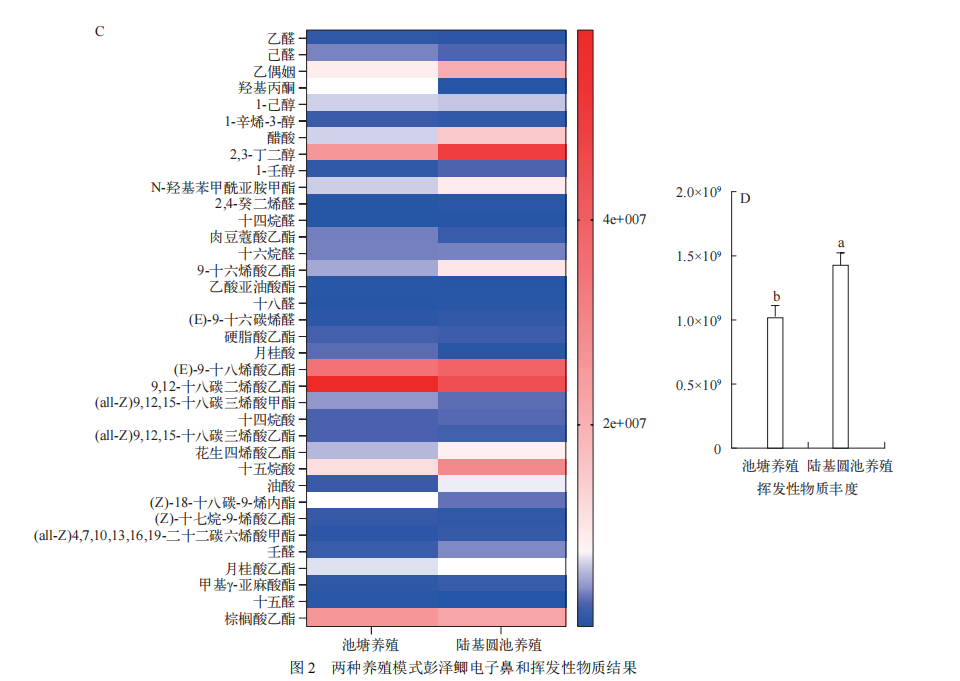 C
乙醛
己醛
乙偶姻
羟基丙酮
1-己醇
1-辛烯-3-醇
醋酸
2,3-丁二醇
1-壬醇
N-羟基苯甲酰亚胺甲酯
2,4-癸二烯醛
十四烷醛
肉豆蔻酸乙酯
十六烷醛
9-十六烯酸乙酯
乙酸亚油酸酯
十八醛
(E)-9-十六碳烯醛
硬脂酸乙酯
月桂酸
(E)-9-十八烯酸乙酯
9,12-十八碳二烯酸乙酯
(all-Z)9,12,15-十八碳三烯酸甲酯
十四烷酸
(all-Z)9,12,15-十八碳三烯酸乙酯
花生四烯酸乙酯
十五烷酸
油酸
(Z)-18-十八碳-9-烯内酯
(Z)-十七烷-9-烯酸乙酯
(all-Z)4,7,10,13,16,19-二十二碳六烯酸甲酯
壬醛
月桂酸乙酯
甲基γ-亚麻酸酯
十五醛
棕榈酸乙酯
池塘养殖 陆基圆池养殖
4e+007
2e+007
D
2.0×10⁹
1.5×10⁹
1.0×10⁹
0.5×10⁹
0
b
a
池塘养殖 陆基圆池养殖
挥发性物质丰度
图 2 两种养殖模式彭泽鲫电子鼻和挥发性物质结果